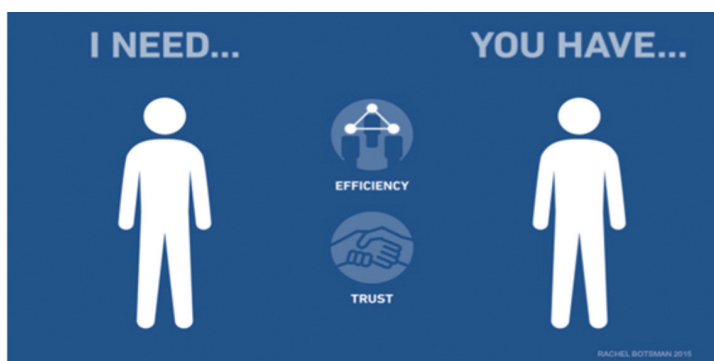 I NEED...
YOU HAVE...
EFFICIENCY
TRUST
RACHEL BOTSMAN 2015